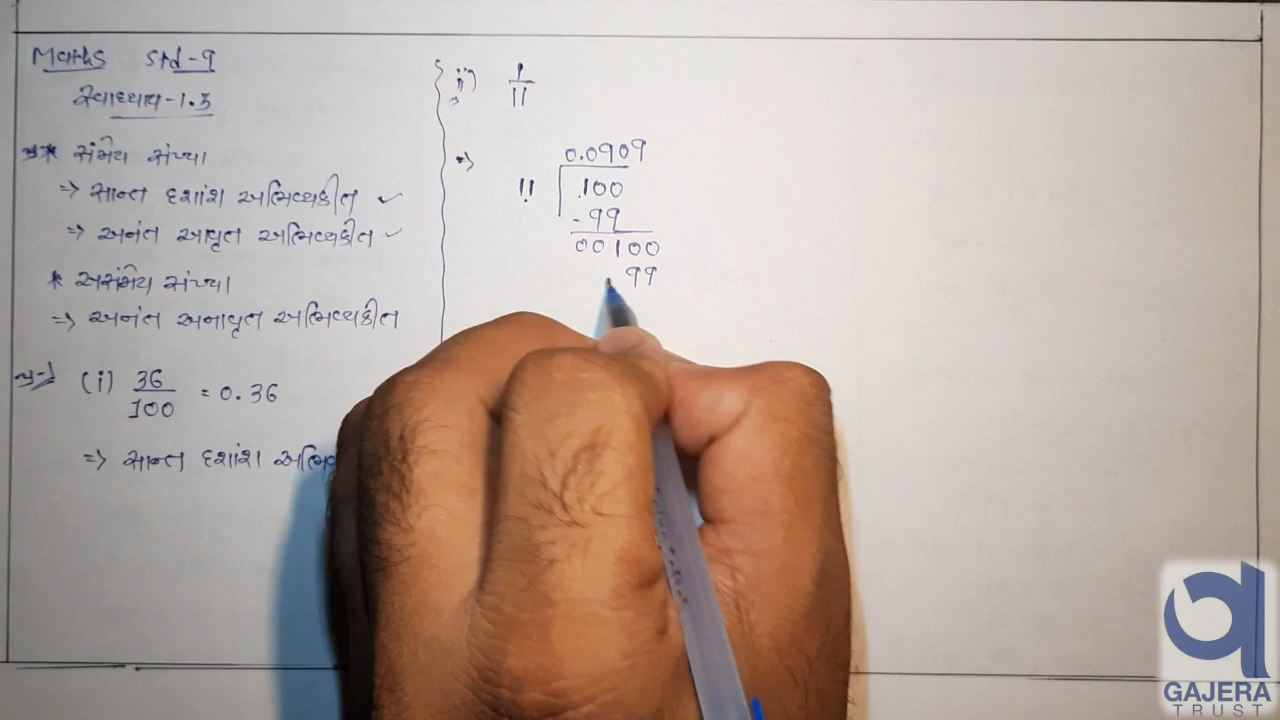 Maths Std-9
સ્વાધ્યાય-1.3
* સંમેય સંખ્યા
=> સાન્ત દશાંશ અભિવ્યકીત ✓
=> અનંત આવૃત અભિવ્યકીત ✓
* અસંમેય સંખ્યા
=> અનંત અનાવૃત અભિવ્યકીત
(i) 36/100 = 0.36
=> સાન્ત દશાંશ
ii) 1/11
=> 0.0909
11 .100
- 99
00100
99
GAJERA
TRUST